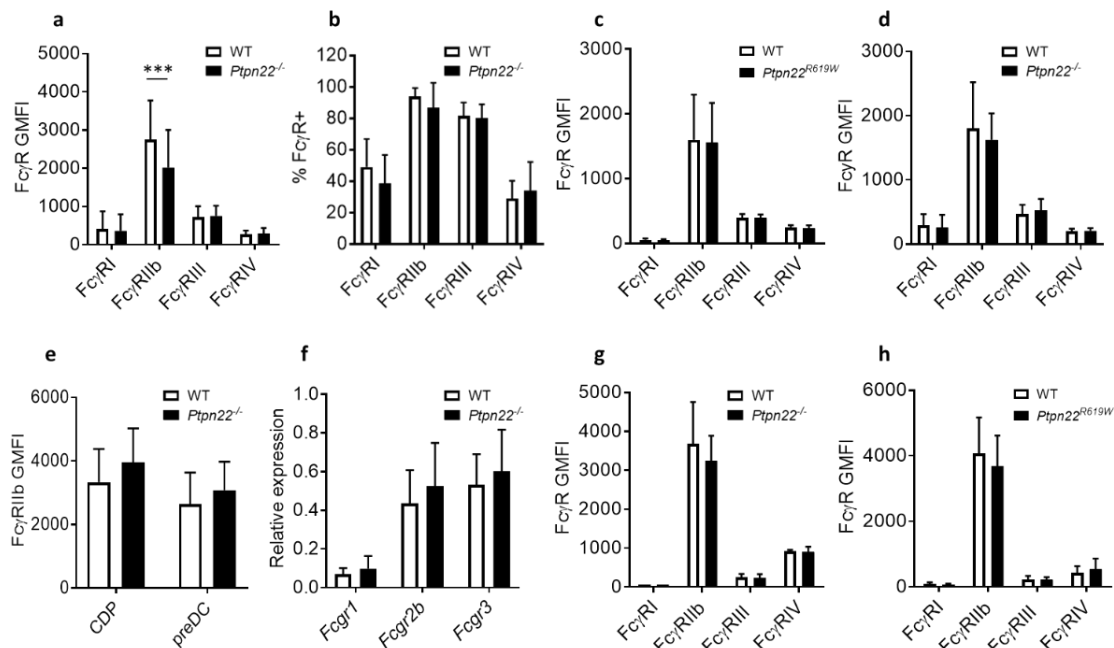 a
WT
Ptpn22-/-
***
FcγR GMFI
5000
4000
3000
2000
1000
0
FcγRI
FcγRIIb
FcγRIII
FcγRIV
b
WT
Ptpn22-/-
% FcγR+
120
100
80
60
40
20
0
FcγRI
FcγRIIb
FcγRIII
FcγRIV
c
WT
Ptpn22R619W
FcγR GMFI
3000
2000
1000
0
FcγRI
FcγRIIb
FcγRIII
FcγRIV
d
WT
Ptpn22-/-
FcγR GMFI
3000
2000
1000
0
FcγRI
FcγRIIb
FcγRIII
FcγRIV
e
WT
Ptpn22-/-
FcγRIIb GMFI
6000
4000
2000
0
CDP
preDC
f
WT
Ptpn22-/-
Relative expression
1.0
0.8
0.6
0.4
0.2
0.0
Fcgr1
Fcgr2b
Fcgr3
g
WT
Ptpn22-/-
FcγR GMFI
5000
4000
3000
2000
1000
0
FcγRI
FcγRIIb
FcγRIII
FcγRIV
h
WT
Ptpn22R619W
FcγR GMFI
6000
4000
2000
0
FcγRI
FcγRIIb
FcγRIII
FcγRIV